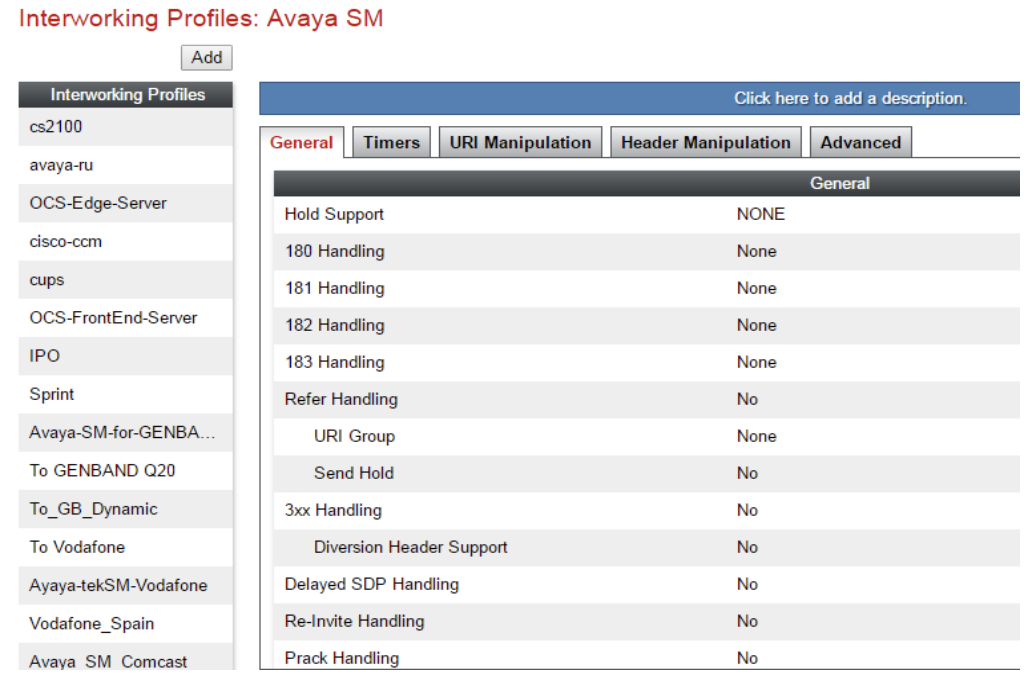 Interworking Profiles: Avaya SM
Add
Interworking Profiles
cs2100
avaya-ru
OCS-Edge-Server
cisco-ccm
cups
OCS-FrontEnd-Server
IPO
Sprint
Avaya-SM-for-GENBA...
To GENBAND Q20
To_GB_Dynamic
To Vodafone
Ayaya-tekSM-Vodafone
Vodafone_Spain
Avaya_SM_Comcast
Click here to add a description.
General Timers URI Manipulation Header Manipulation Advanced
General
Hold Support NONE
180 Handling None
181 Handling None
182 Handling None
183 Handling None
Refer Handling No
URI Group None
Send Hold No
3xx Handling No
Diversion Header Support No
Delayed SDP Handling No
Re-Invite Handling No
Prack Handling No